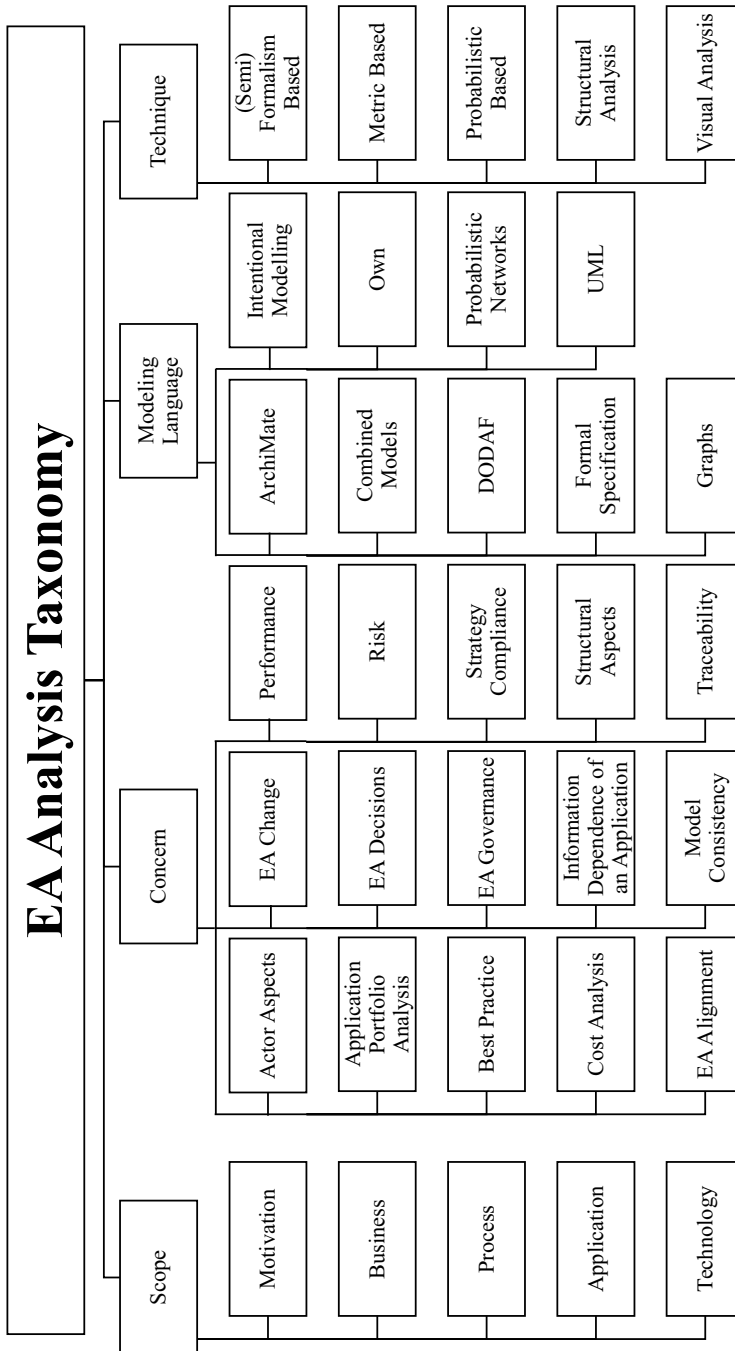 EA Analysis Taxonomy
Scope
Motivation
Business
Process
Application
Technology
Concern
Actor Aspects
Application
Portfolio
Analysis
Best Practice
Cost Analysis
EA Alignment
EA Change
EA Decisions
EA Governance
Information
Dependence of
an Application
Model
Consistency
Performance
Risk
Strategy
Compliance
Structural
Aspects
Traceability
Modeling
Language
ArchiMate
Combined
Models
DODAF
Formal
Specification
Graphs
Intentional
Modelling
Own
Probabilistic
Networks
UML
Technique
(Semi)
Formalism
Based
Metric Based
Probabilistic
Based
Structural
Analysis
Visual Analysis